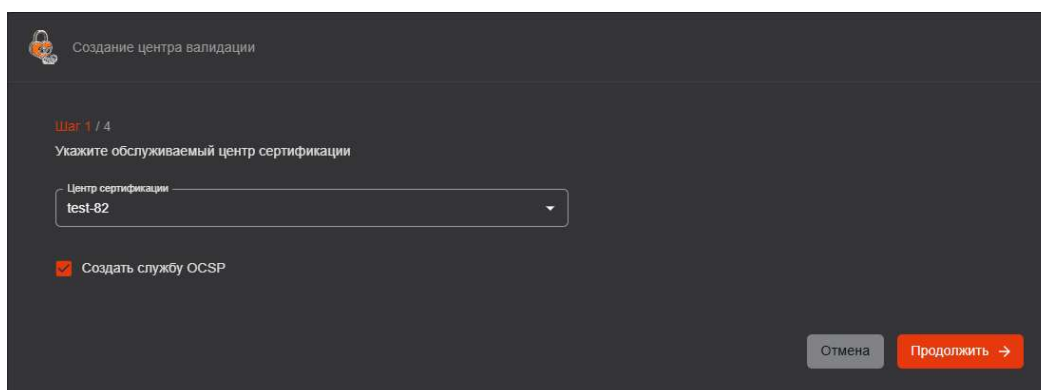 Создание центра валидации
Шаг 1 / 4
Укажите обслуживаемый центр сертификации
Центр сертификации
test-82
Создать службу OCSP
Отмена
Продолжить →